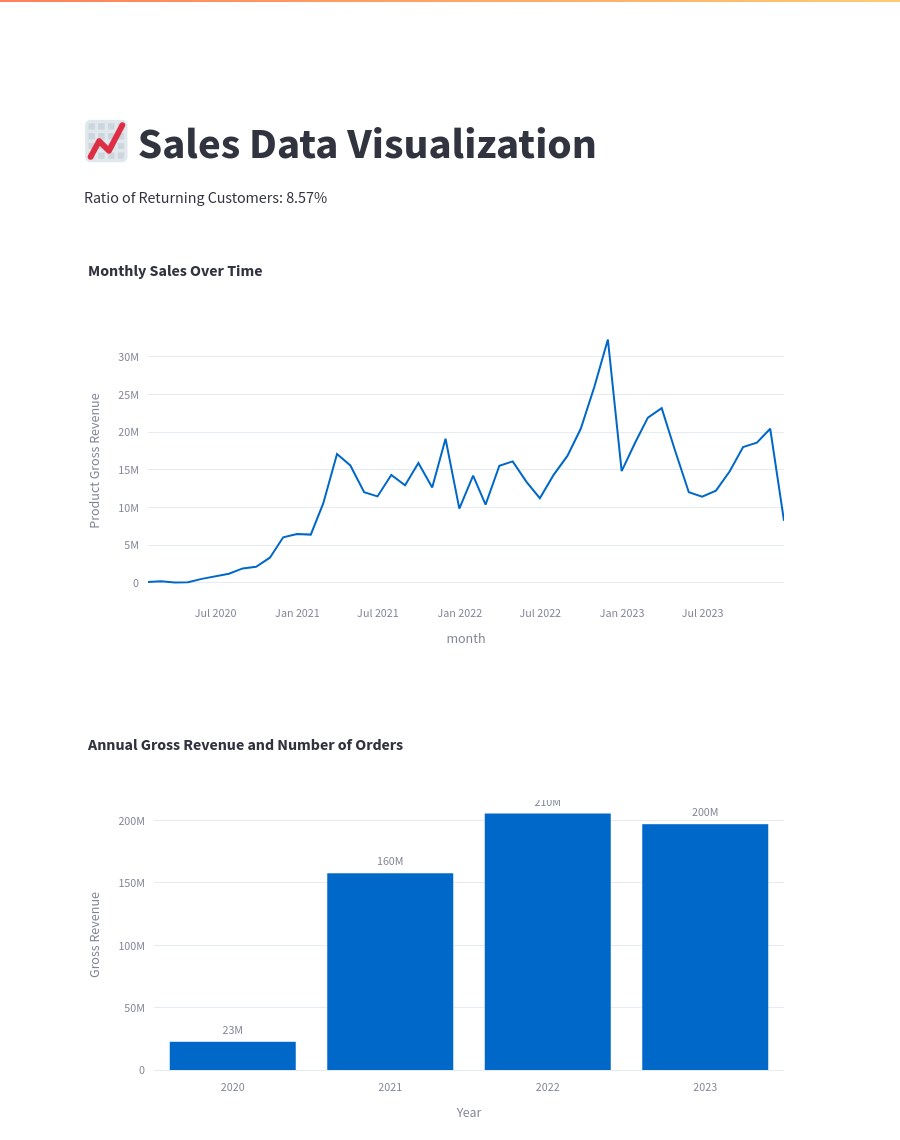 Sales Data Visualization
Ratio of Returning Customers: 8.57%
Monthly Sales Over Time
30M
25M
20M
15M
10M
5M
0
Product Gross Revenue
Jul 2020 Jan 2021 Jul 2021 Jan 2022 Jul 2022 Jan 2023 Jul 2023
month
Annual Gross Revenue and Number of Orders
210M
200M
160M
23M
200M
150M
100M
50M
0
Gross Revenue
2020 2021 2022 2023
Year